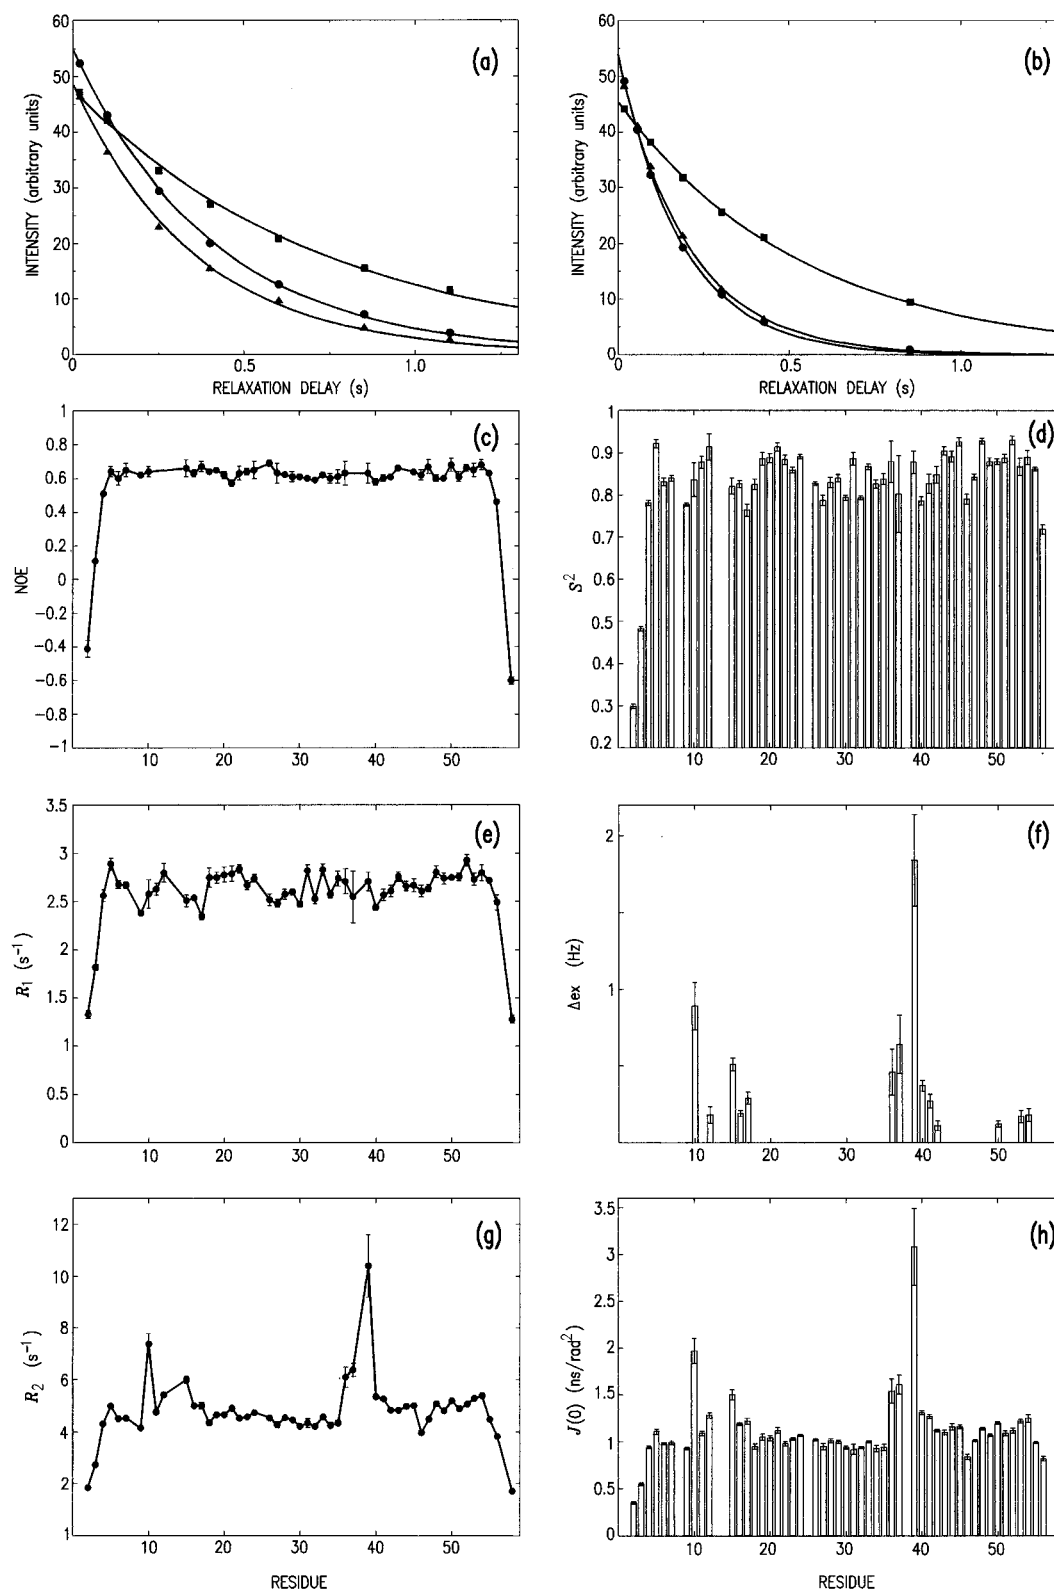 60
50
40
30
20
10
0
INTENSITY (arbitrary units)
(a)
0 0.5 1.0
RELAXATION DELAY (s)
60
50
40
30
20
10
0
INTENSITY (arbitrary units)
(b)
0 0.5 1.0
RELAXATION DELAY (s)
1
0.8
0.6
0.4
0.2
0
−0.2
−0.4
−0.6
−0.8
−1
NOE
(c)
10 20 30 40 50
1
0.9
0.8
0.7
0.6
0.5
0.4
0.3
0.2
S²
(d)
10 20 30 40 50
3.5
3
2.5
2
1.5
1
0.5
0
R₁ (s⁻¹)
(e)
10 20 30 40 50
2
1
Δex (Hz)
(f)
10 20 30 40 50
12
10
8
6
4
2
1
R₂ (s⁻¹)
(g)
10 20 30 40 50
RESIDUE
3.5
3
2.5
2
1.5
1
0.5
0
J(0) (ns/rad²)
(h)
10 20 30 40 50
RESIDUE